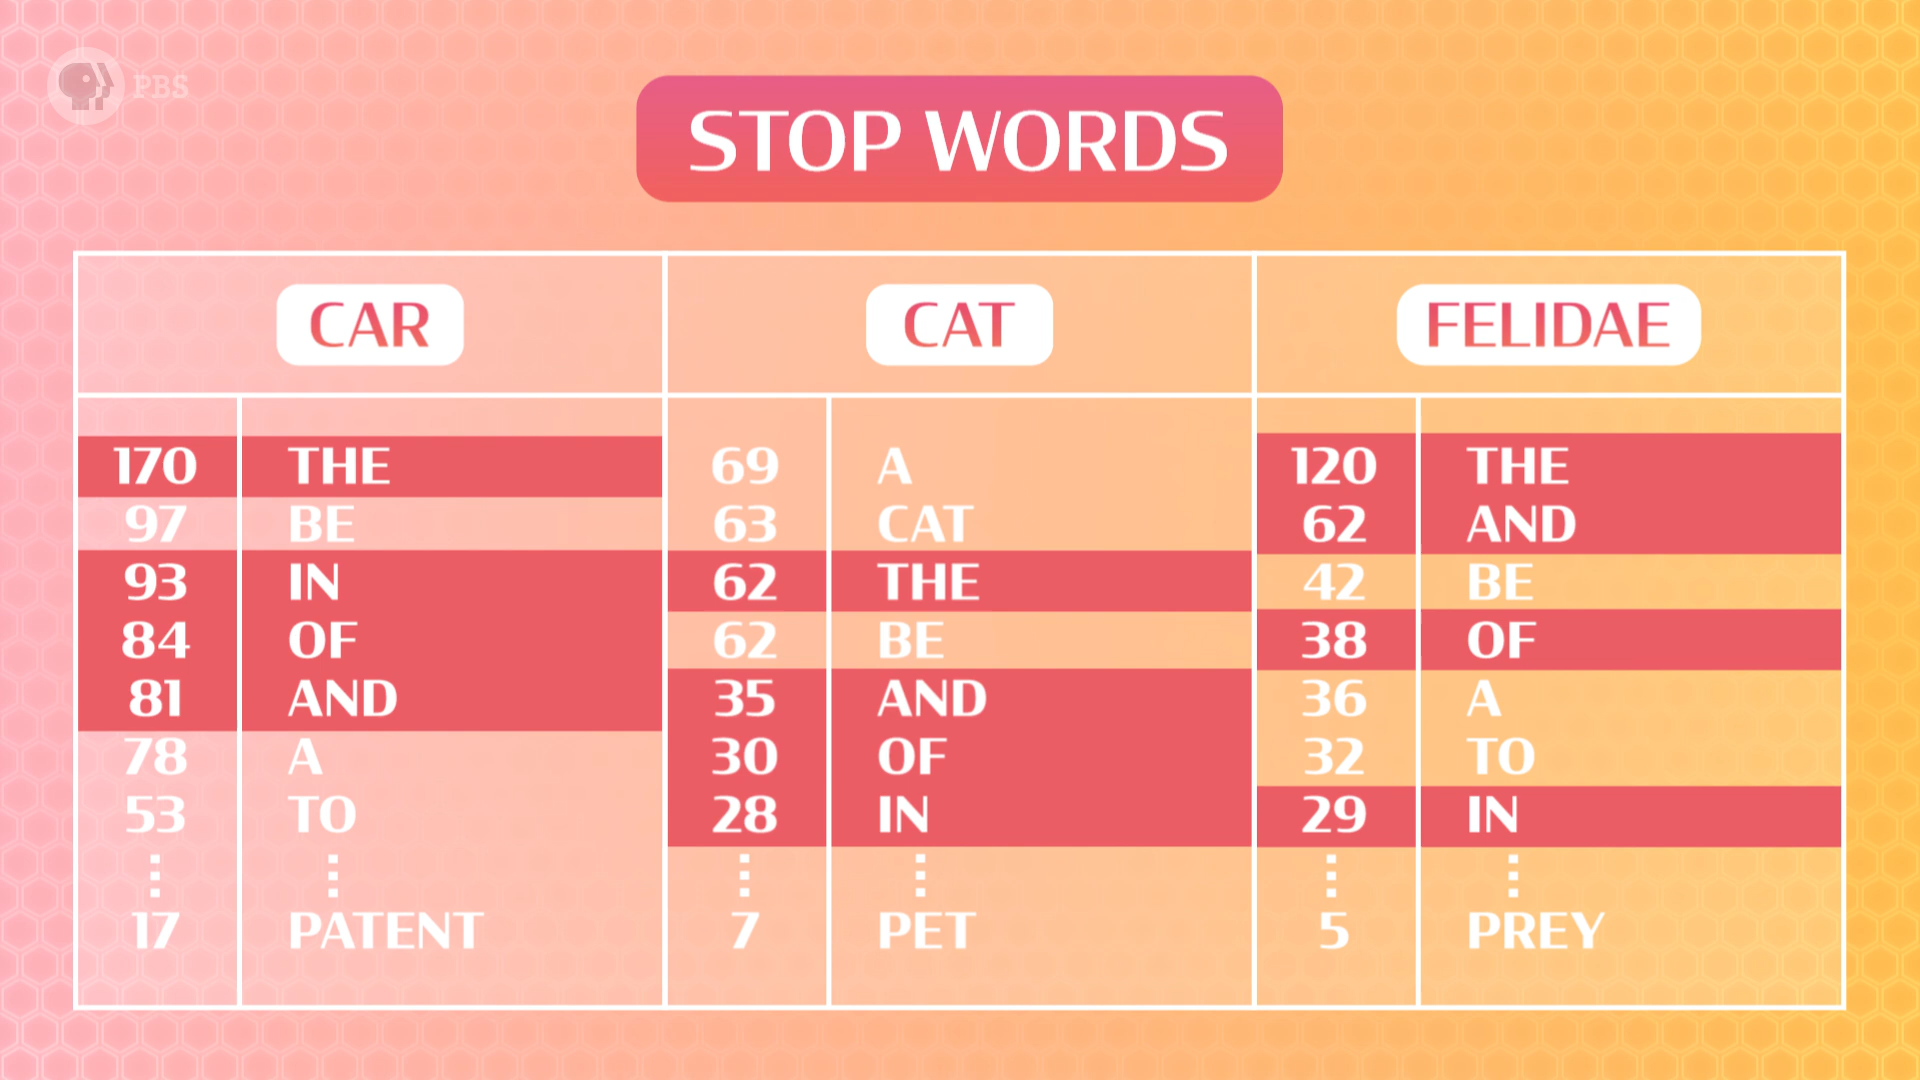 PBS
STOP WORDS
CAR CAT FELIDAE
170 THE 69 A 120 THE
97 BE 63 CAT 62 AND
93 IN 62 THE 42 BE
84 OF 62 BE 38 OF
81 AND 35 AND 36 A
78 A 30 OF 32 TO
53 TO 28 IN 29 IN
17 PATENT 7 PET 5 PREY